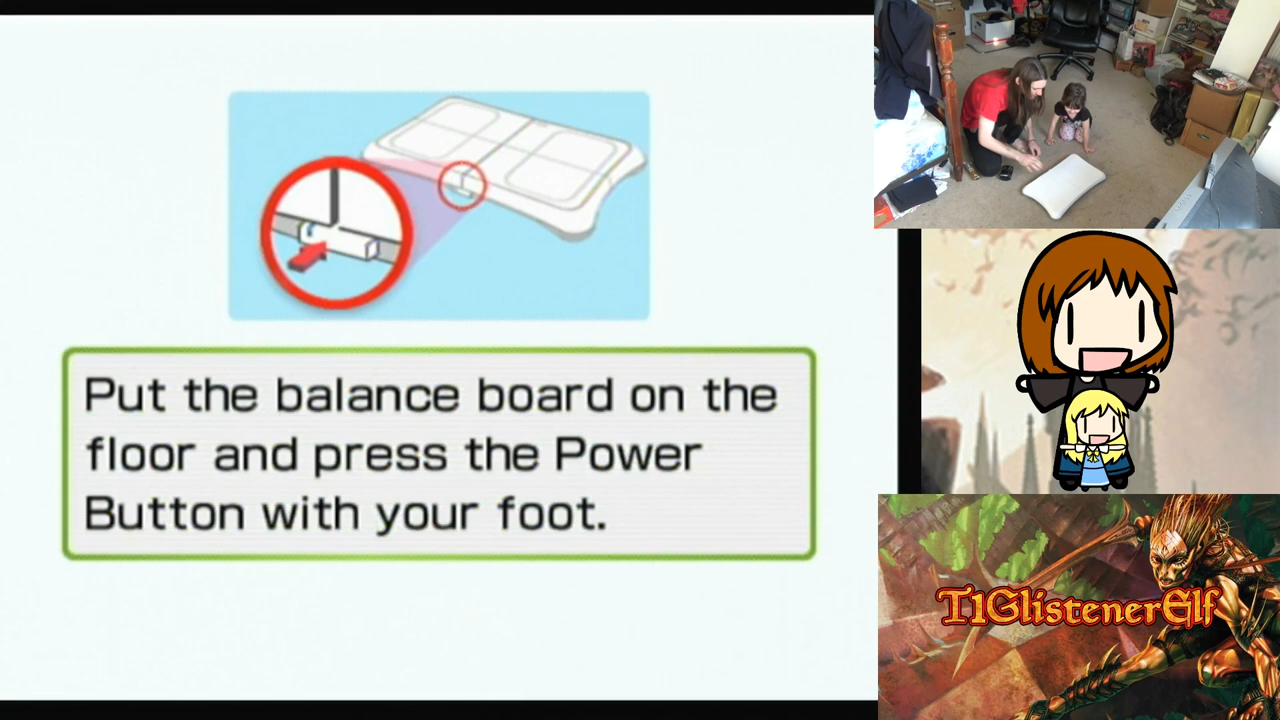 Put the balance board on the
floor and press the Power
Button with your foot.
T1GlistenerElf